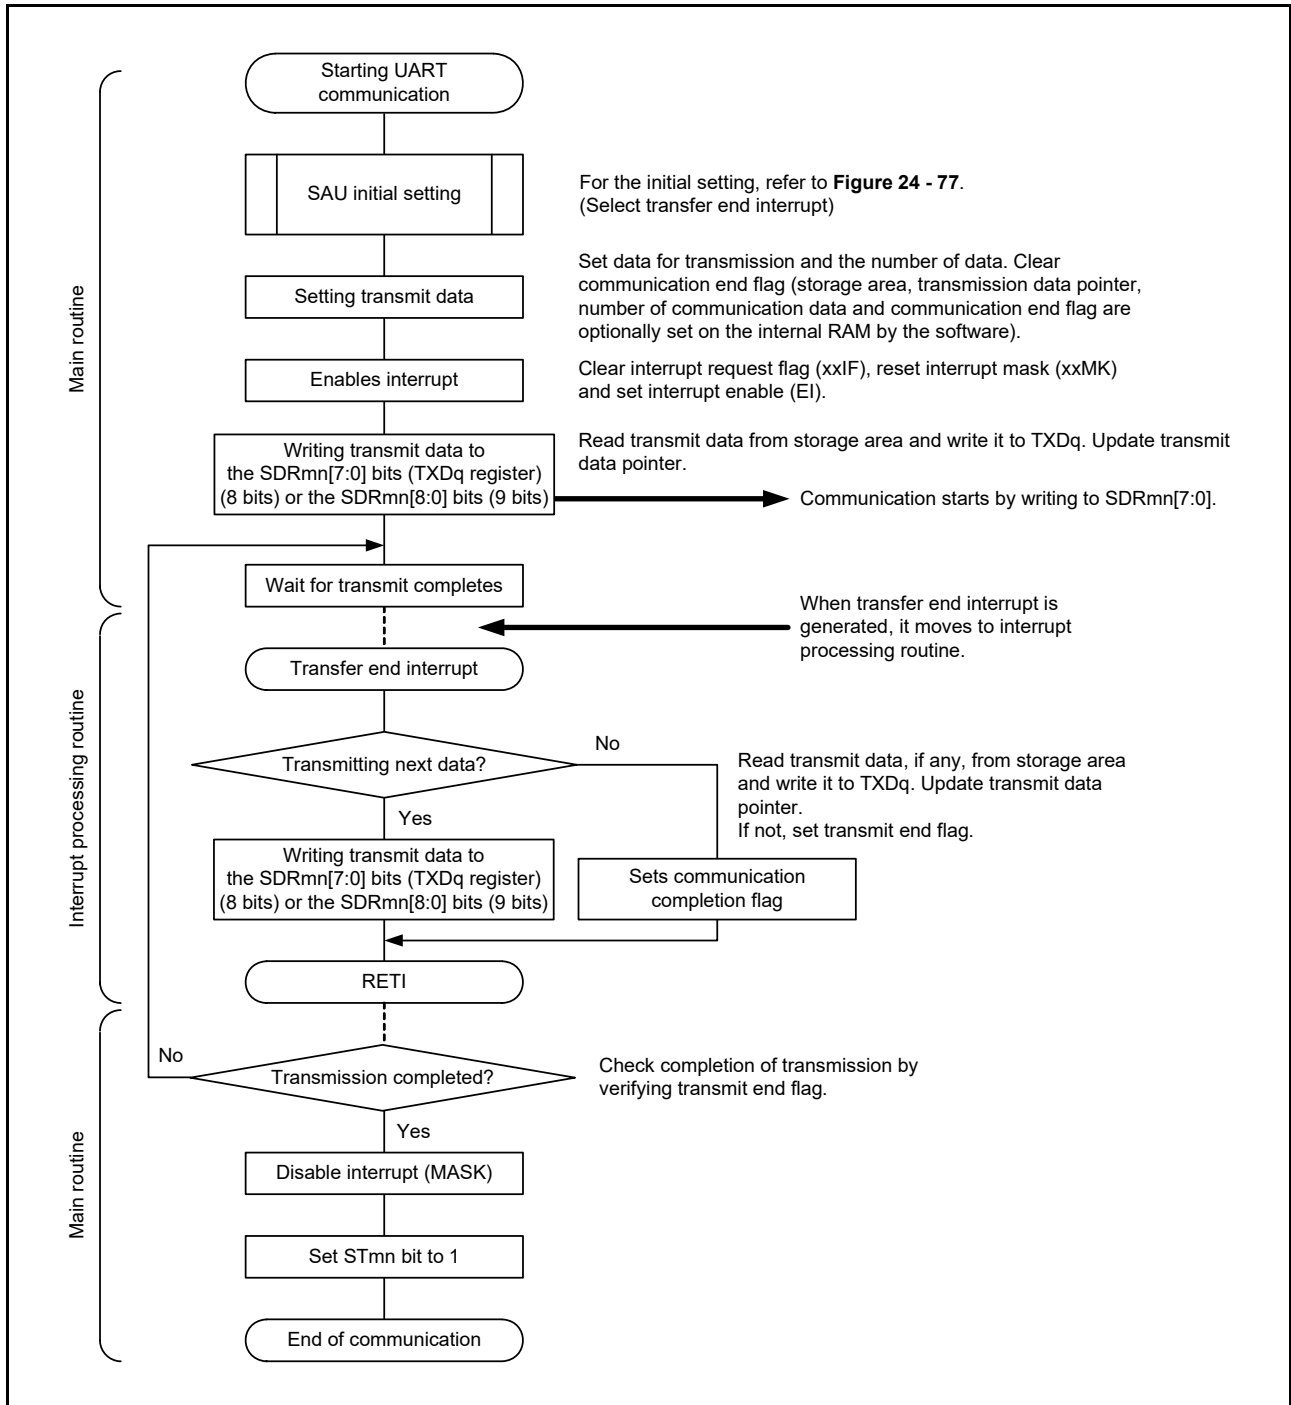 Starting UART
communication
SAU initial setting
For the initial setting, refer to Figure 24 - 77.
(Select transfer end interrupt)
Setting transmit data
Set data for transmission and the number of data. Clear
communication end flag (storage area, transmission data pointer,
number of communication data and communication end flag are
optionally set on the internal RAM by the software).
Main routine
Enables interrupt
Clear interrupt request flag (xxIF), reset interrupt mask (xxMK)
and set interrupt enable (EI).
Writing transmit data to
the SDRmn[7:0] bits (TXDq register)
(8 bits) or the SDRmn[8:0] bits (9 bits)
Read transmit data from storage area and write it to TXDq. Update transmit
data pointer.
Communication starts by writing to SDRmn[7:0].
Wait for transmit completes
When transfer end interrupt is
generated, it moves to interrupt
processing routine.
Transfer end interrupt
Interrupt processing routine
Transmitting next data?
No
Yes
Read transmit data, if any, from storage area
and write it to TXDq. Update transmit data
pointer.
If not, set transmit end flag.
Writing transmit data to
the SDRmn[7:0] bits (TXDq register)
(8 bits) or the SDRmn[8:0] bits (9 bits)
Sets communication
completion flag
RETI
No
Transmission completed?
Check completion of transmission by
verifying transmit end flag.
Yes
Main routine
Disable interrupt (MASK)
Set STmn bit to 1
End of communication